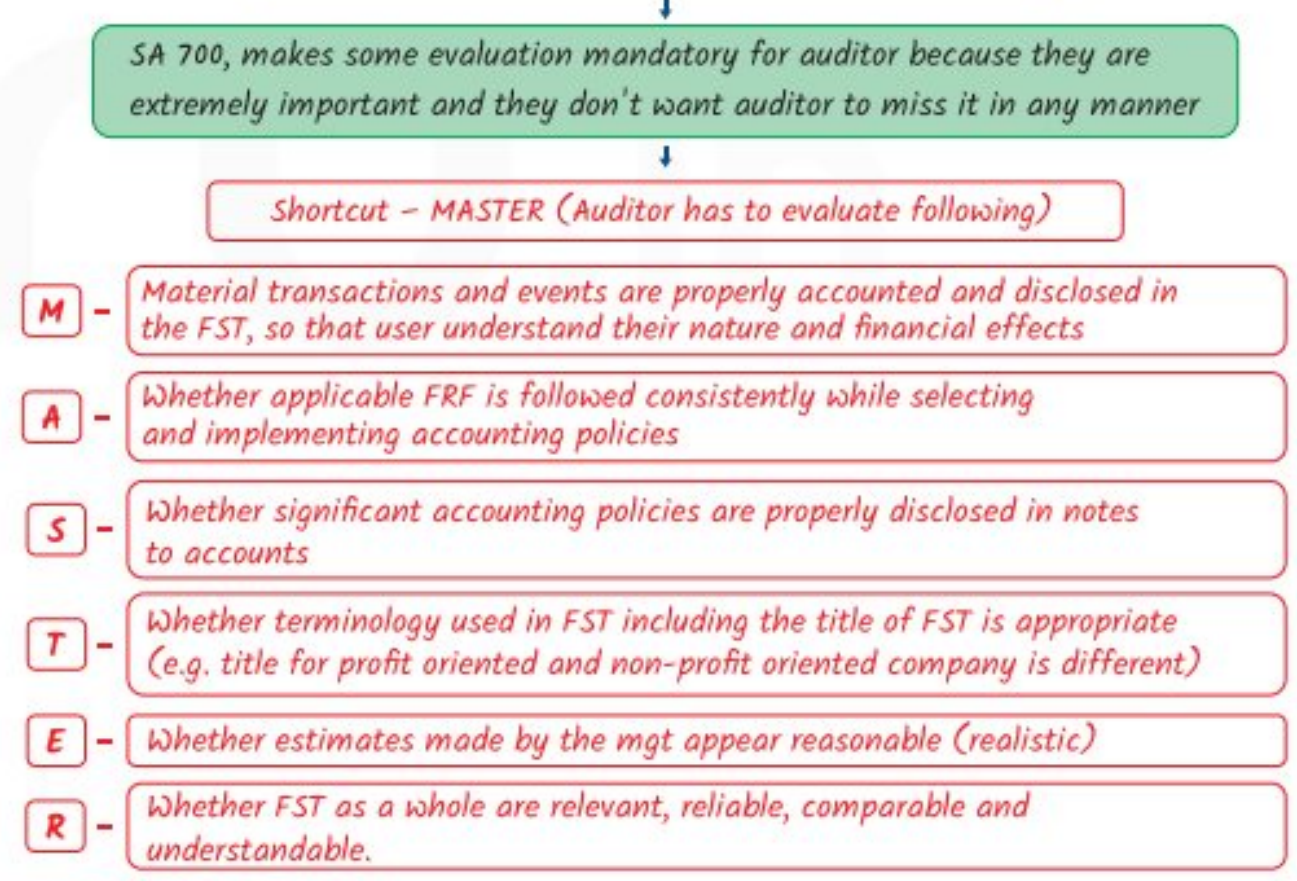 SA 700, makes some evaluation mandatory for auditor because they are
extremely important and they don't want auditor to miss it in any manner
Shortcut – MASTER (Auditor has to evaluate following)
M - Material transactions and events are properly accounted and disclosed in
the FST, so that user understand their nature and financial effects
A - Whether applicable FRF is followed consistently while selecting
and implementing accounting policies
S - Whether significant accounting policies are properly disclosed in notes
to accounts
T - Whether terminology used in FST including the title of FST is appropriate
(e.g. title for profit oriented and non-profit oriented company is different)
E - Whether estimates made by the mgt appear reasonable (realistic)
R - Whether FST as a whole are relevant, reliable, comparable and
understandable.